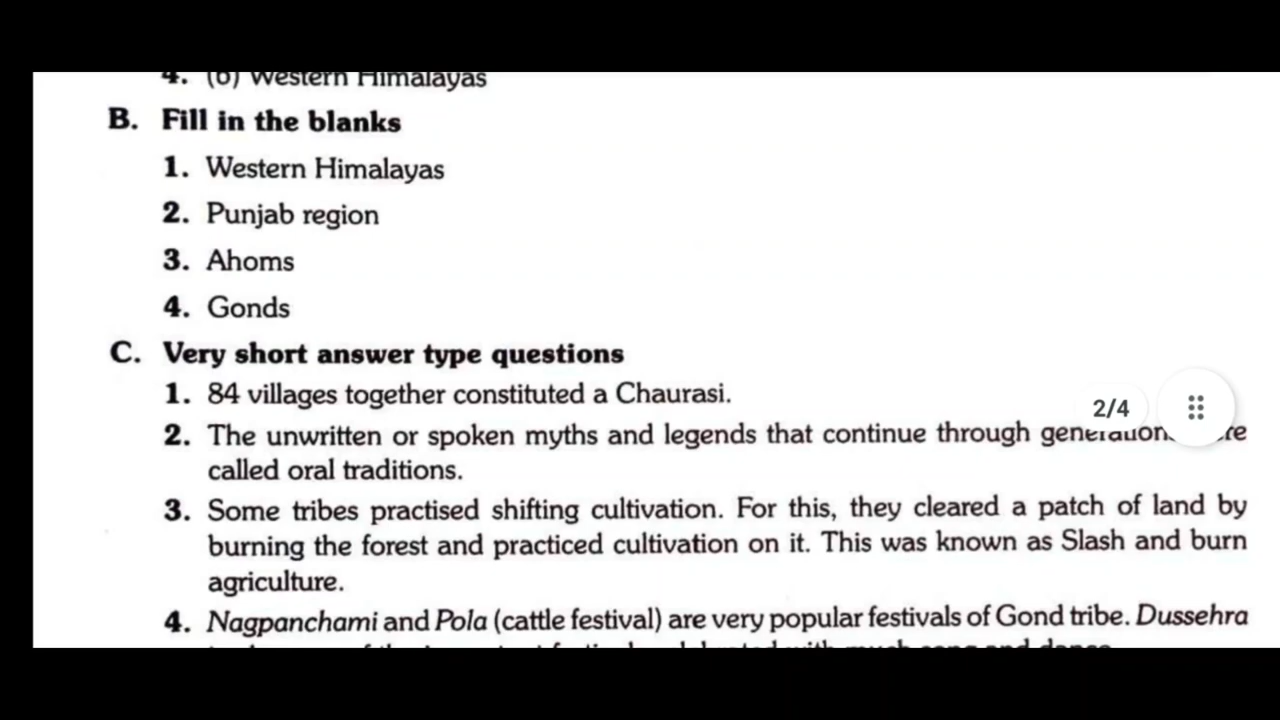 4. (b) Western Himalayas
B. Fill in the blanks
1. Western Himalayas
2. Punjab region
3. Ahoms
4. Gonds
C. Very short answer type questions
1. 84 villages together constituted a Chaurasi.
2/4
2. The unwritten or spoken myths and legends that continue through
called oral traditions.
3. Some tribes practised shifting cultivation. For this, they cleared a patch of land by
burning the forest and practiced cultivation on it. This was known as Slash and burn
agriculture.
4. Nagpanchami and Pola (cattle festival) are very popular festivals of Gond tribe. Dussehra